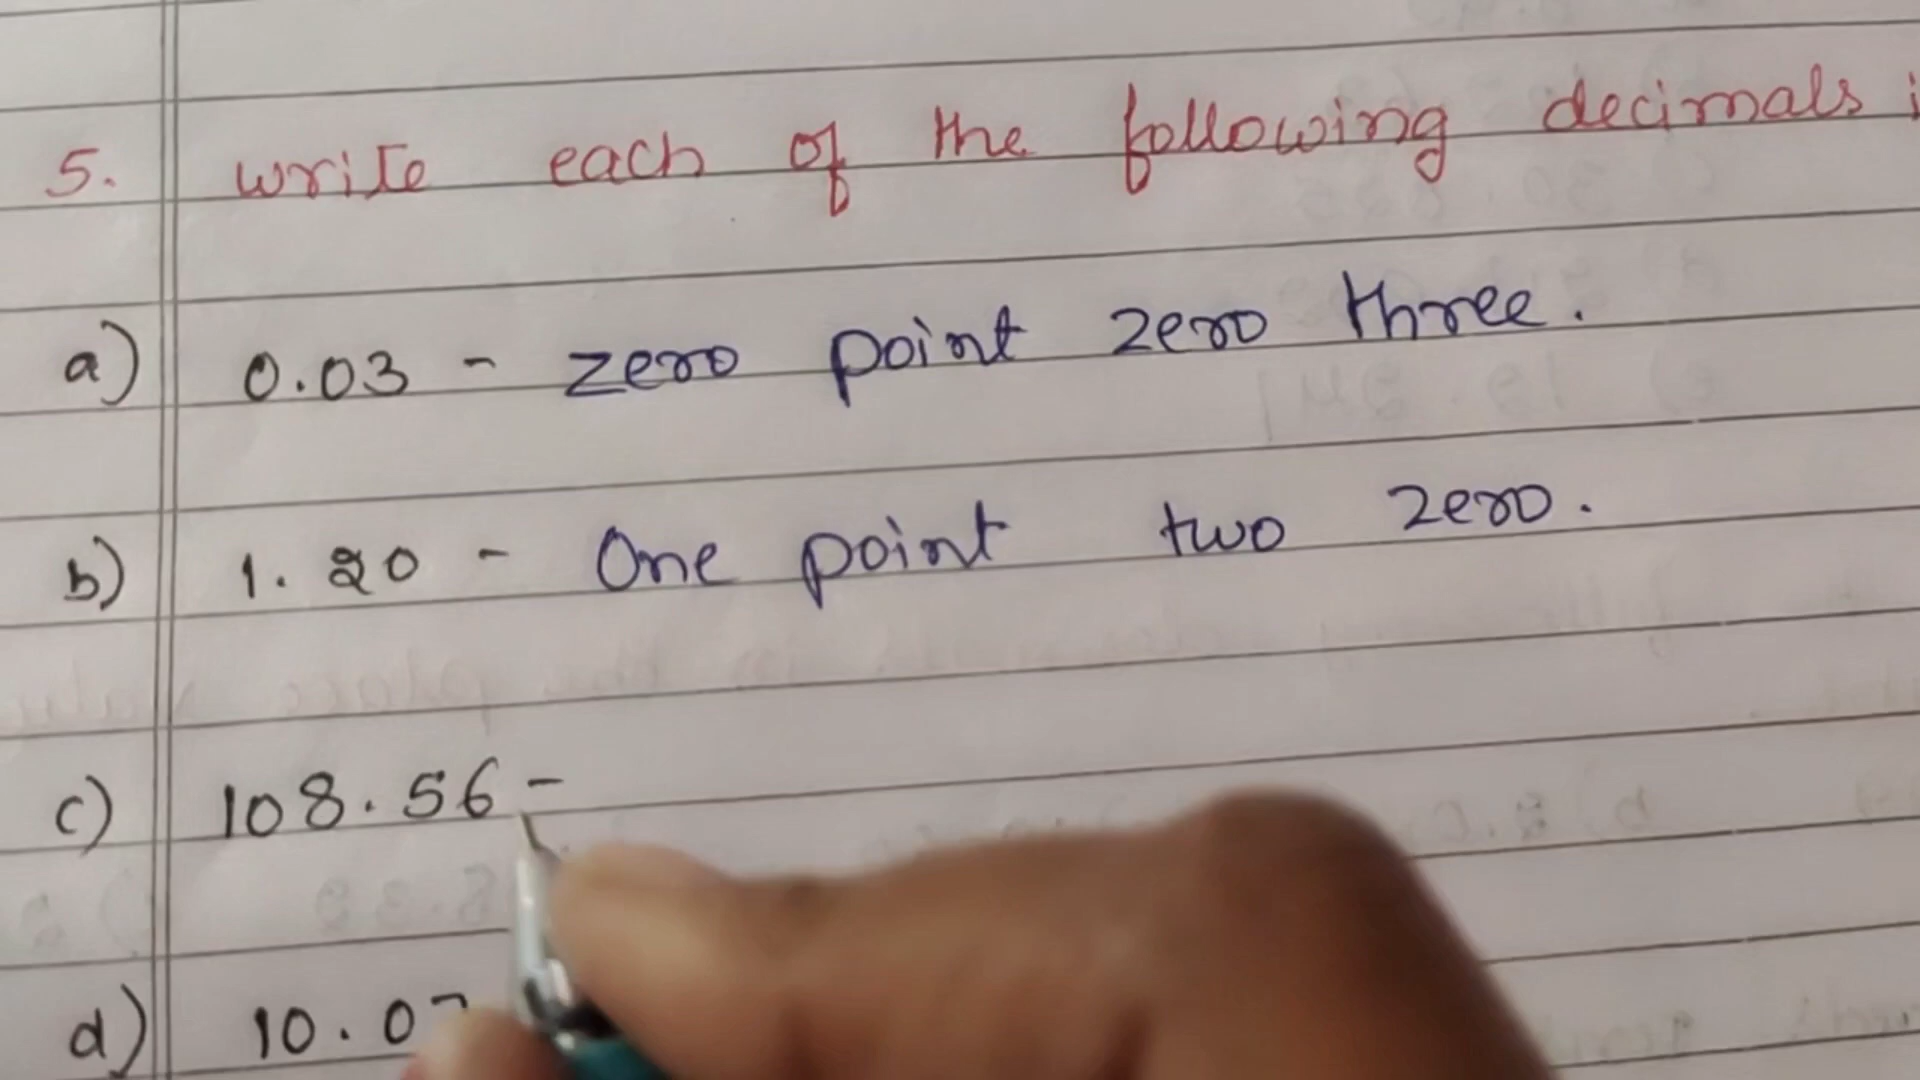 5. write each of the following decimals
a) 0.03 - zero point zero three.
b) 1.20 - One point two zero.
c) 108.56 -
d) 10.07